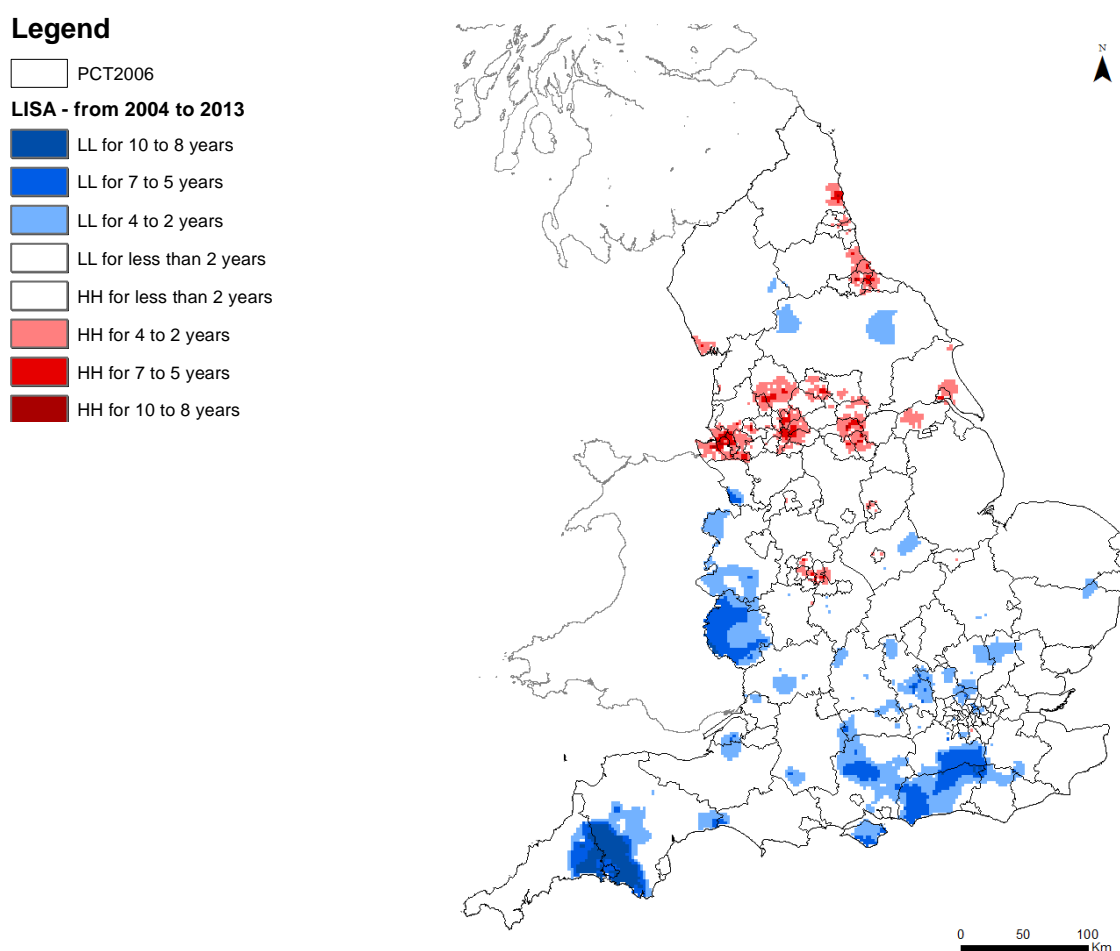 Legend
PCT2006
LISA - from 2004 to 2013
LL for 10 to 8 years
LL for 7 to 5 years
LL for 4 to 2 years
LL for less than 2 years
HH for less than 2 years
HH for 4 to 2 years
HH for 7 to 5 years
HH for 10 to 8 years
N
0 50 100
Km